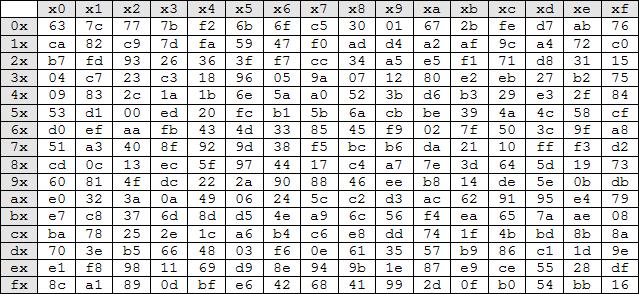 x0 x1 x2 x3 x4 x5 x6 x7 x8 x9 xa xb xc xd xe xf
0x 63 7c 77 7b f2 6b 6f c5 30 01 67 2b fe d7 ab 76
1x ca 82 c9 7d fa 59 47 f0 ad d4 a2 af 9c a4 72 c0
2x b7 fd 93 26 36 3f f7 cc 34 a5 e5 f1 71 d8 31 15
3x 04 c7 23 c3 18 96 05 9a 07 12 80 e2 eb 27 b2 75
4x 09 83 2c 1a 1b 6e 5a a0 52 3b d6 b3 29 e3 2f 84
5x 53 d1 00 ed 20 fc b1 5b 6a cb be 39 4a 4c 58 cf
6x d0 ef aa fb 43 4d 33 85 45 f9 02 7f 50 3c 9f a8
7x 51 a3 40 8f 92 9d 38 f5 bc b6 da 21 10 ff f3 d2
8x cd 0c 13 ec 5f 97 44 17 c4 a7 7e 3d 64 5d 19 73
9x 60 81 4f dc 22 2a 90 88 46 ee b8 14 de 5e 0b db
ax e0 32 3a 0a 49 06 24 5c c2 d3 ac 62 91 95 e4 79
bx e7 c8 37 6d 8d d5 4e a9 6c 56 f4 ea 65 7a ae 08
cx ba 78 25 2e 1c a6 b4 c6 e8 dd 74 1f 4b bd 8b 8a
dx 70 3e b5 66 48 03 f6 0e 61 35 57 b9 86 c1 1d 9e
ex e1 f8 98 11 69 d9 8e 94 9b 1e 87 e9 ce 55 28 df
fx 8c a1 89 0d bf e6 42 68 41 99 2d 0f b0 54 bb 16